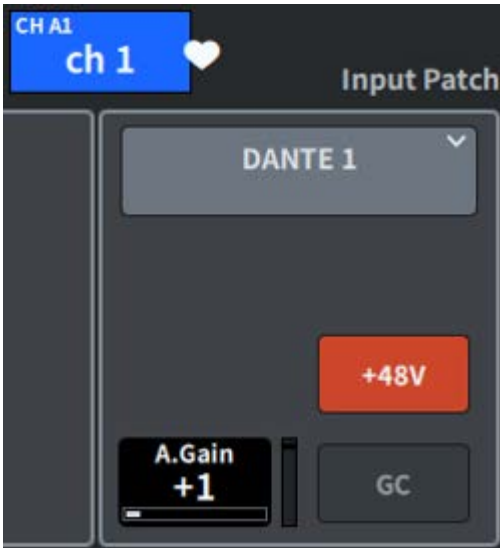 CH A1
ch 1
Input Patch
DANTE 1
+48V
A.Gain
+1
GC